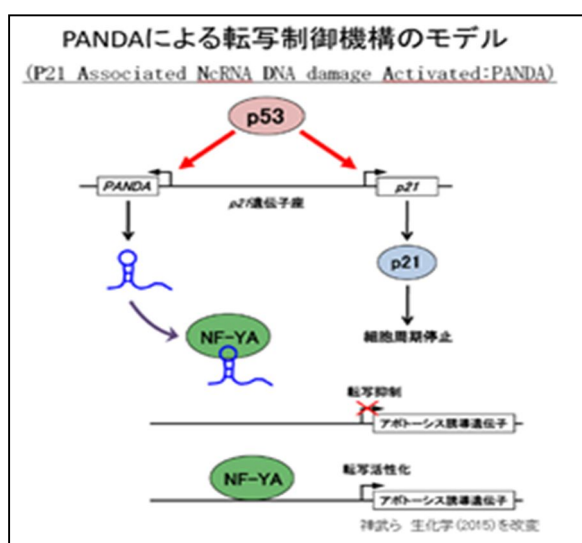 PANDAによる転写制御機構のモデル
(P21 Associated NcRNA DNA damage Activated:PANDA)
p53
PANDA
p21遺伝子座
p21
p21
NF-YA
細胞周期停止
転写抑制
アポトーシス誘導遺伝子
NF-YA
転写活性化
アポトーシス誘導遺伝子
神武ら 生化学(2015)を改変